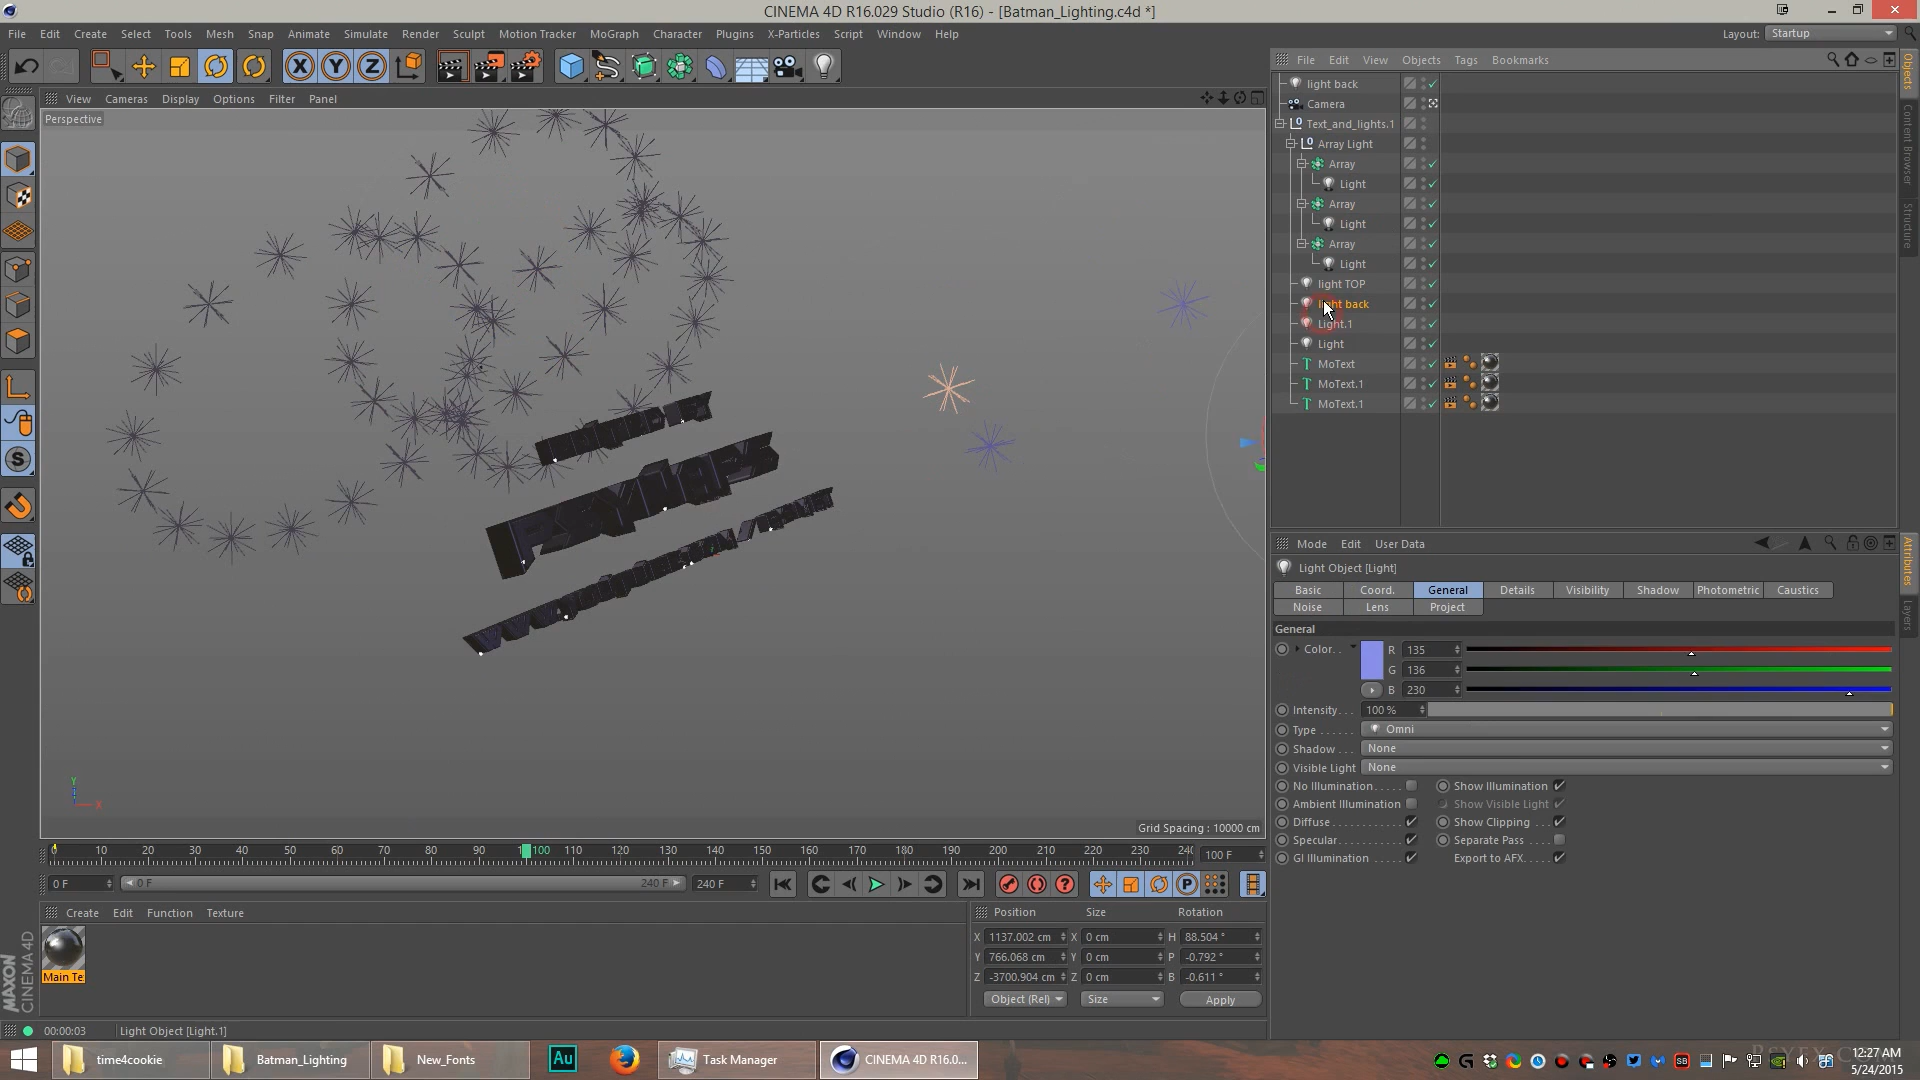 CINEMA 4D R16.029 Studio (R16) - [Batman_Lighting.c4d *]
File Edit Create Select Tools Mesh Snap Animate Simulate Render Sculpt Motion Tracker MoGraph Character Plugins X-Particles Script Window Help
Layout: Startup
File Edit View Objects Tags Bookmarks
View Cameras Display Options Filter Panel
Perspective
light back
Camera
Text_and_lights.1
Array Light
Array
Light
Array
Light
Array
Light
light TOP
light back
Light.1
Light
MoText
MoText.1
MoText.1
Objects
Content Browser
Structure
Y
X
Grid Spacing : 10000 cm
Mode Edit User Data
Light Object [Light]
Basic Coord. General Details Visibility Shadow Photometric Caustics
Noise Lens Project
General
Color. . R 135
G 136
B 230
Intensity. . . 100 %
Type . . . . . . Omni
Shadow . . . None
Visible Light None
No Illumination. . . . . Show Illumination
Ambient Illumination Show Visible Light
Diffuse. . . . . . . . . . . . Show Clipping . . .
Specular. . . . . . . . . . . Separate Pass . .
GI Illumination . . . . . Export to AFX. . . . .
Attributes
Layers
0 10 20 30 40 50 60 70 80 90 100 110 120 130 140 150 160 170 180 190 200 210 220 230 240 100 F
0 F 0 F 240 F 240 F
Create Edit Function Texture
Main Te
MAXON
CINEMA 4D
Position Size Rotation
X 1137.002 cm X 0 cm H 88.504 °
Y 766.068 cm Y 0 cm P -0.792 °
Z -3700.904 cm Z 0 cm B -0.611 °
Object (Rel) Size Apply
00:00:03 Light Object [Light.1]
time4cookie Batman_Lighting New_Fonts Au Task Manager CINEMA 4D R16.0...
12:27 AM
5/24/2015